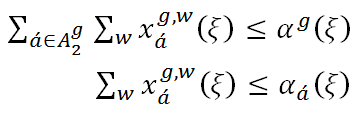 ∑_{á∈A_2^g} ∑_w x_á^{g,w}(ξ) ≤ α^g(ξ)
∑_w x_á^{g,w}(ξ) ≤ α_á(ξ)